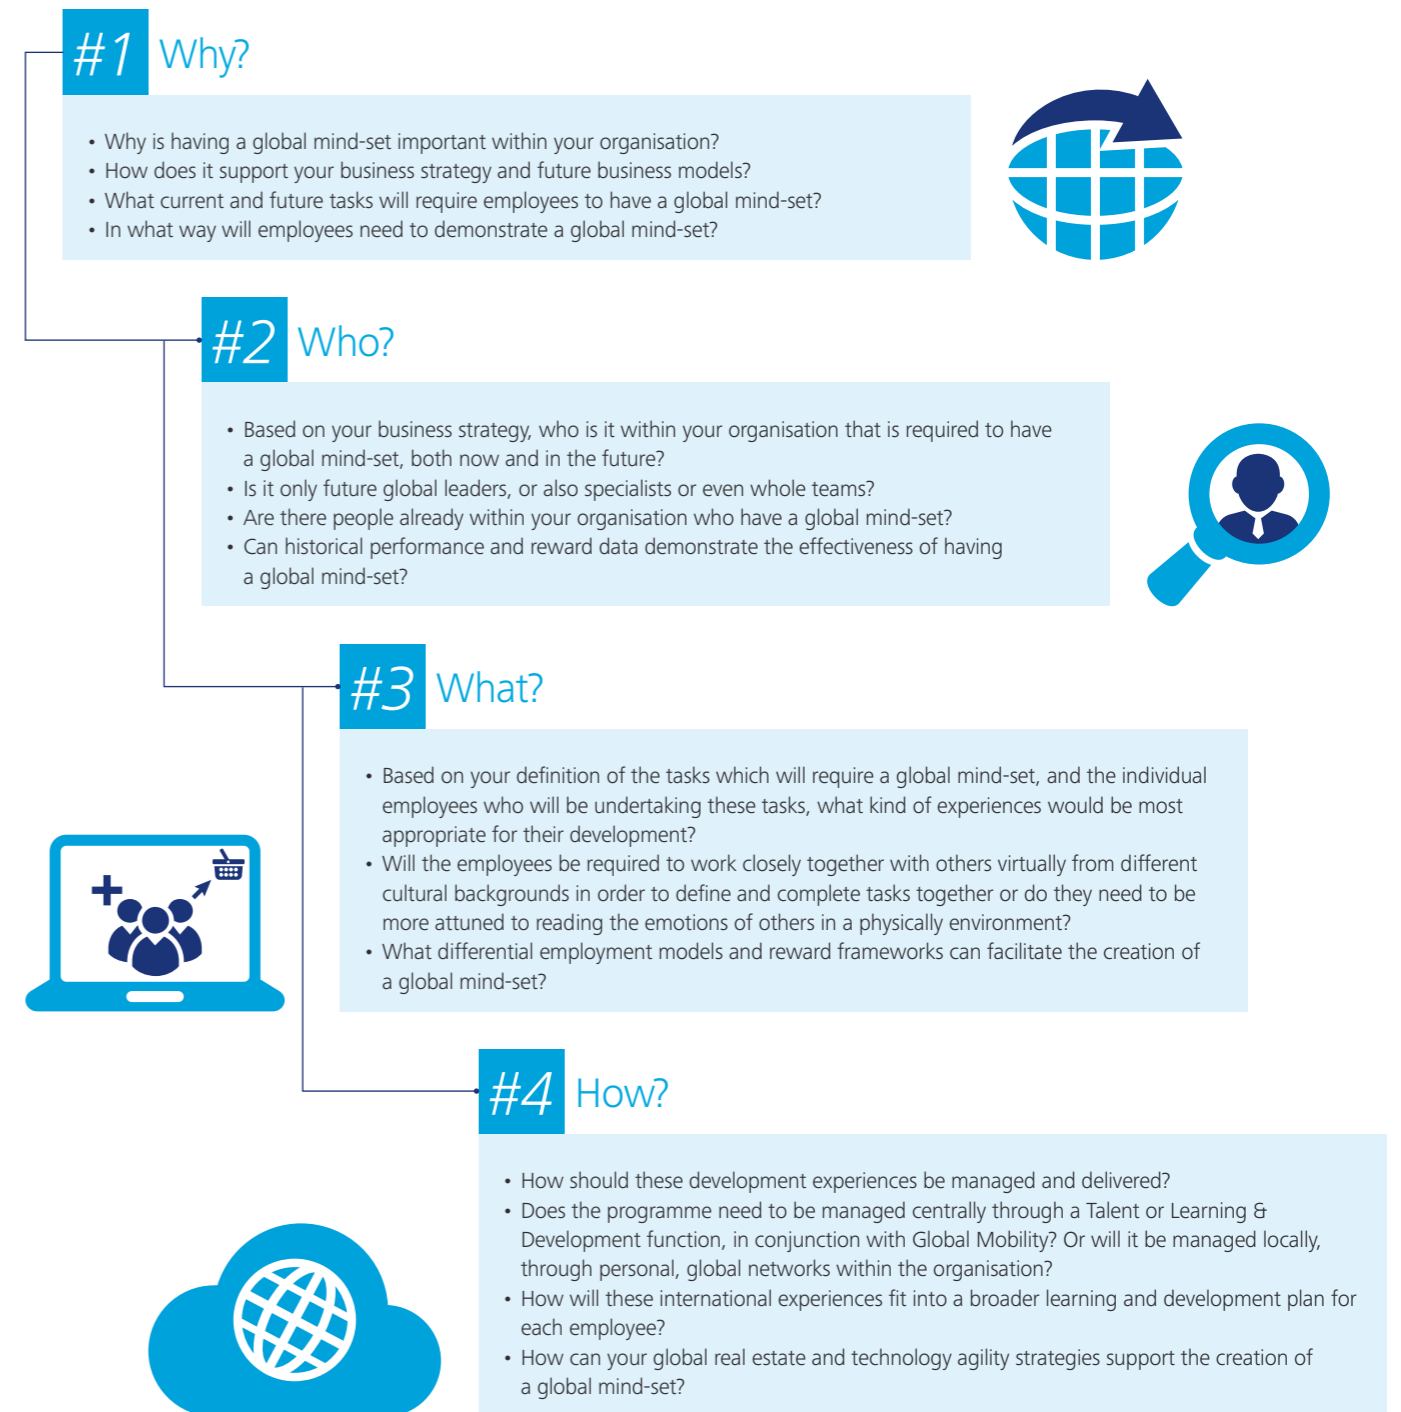 #1 Why?
• Why is having a global mind-set important within your organisation?
• How does it support your business strategy and future business models?
• What current and future tasks will require employees to have a global mind-set?
• In what way will employees need to demonstrate a global mind-set?
#2 Who?
• Based on your business strategy, who is it within your organisation that is required to have
a global mind-set, both now and in the future?
• Is it only future global leaders, or also specialists or even whole teams?
• Are there people already within your organisation who have a global mind-set?
• Can historical performance and reward data demonstrate the effectiveness of having
a global mind-set?
#3 What?
• Based on your definition of the tasks which will require a global mind-set, and the individual
employees who will be undertaking these tasks, what kind of experiences would be most
appropriate for their development?
• Will the employees be required to work closely together with others virtually from different
cultural backgrounds in order to define and complete tasks together or do they need to be
more attuned to reading the emotions of others in a physically environment?
• What differential employment models and reward frameworks can facilitate the creation of
a global mind-set?
#4 How?
• How should these development experiences be managed and delivered?
• Does the programme need to be managed centrally through a Talent or Learning &
Development function, in conjunction with Global Mobility? Or will it be managed locally,
through personal, global networks within the organisation?
• How will these international experiences fit into a broader learning and development plan for
each employee?
• How can your global real estate and technology agility strategies support the creation of
a global mind-set?